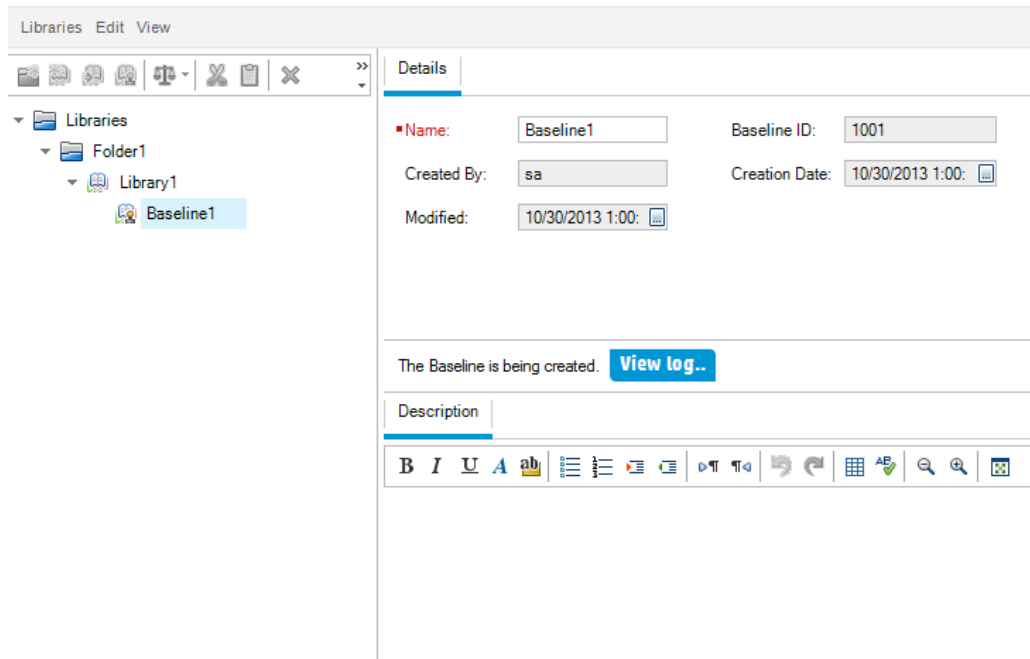 Libraries Edit View
Details
Libraries
Folder1
Library1
Baseline1
Name: Baseline1 Baseline ID: 1001
Created By: sa Creation Date: 10/30/2013 1:00: ...
Modified: 10/30/2013 1:00: ...
The Baseline is being created. View log..
Description
B I U A ab